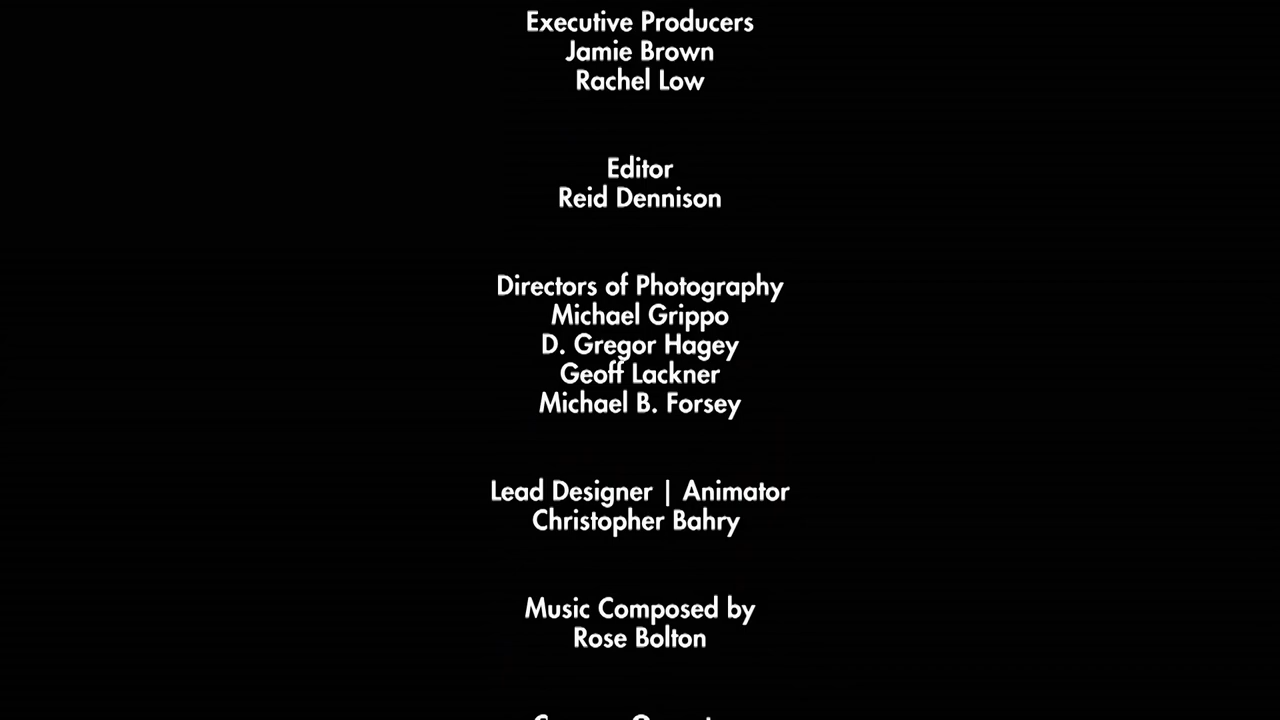 Executive Producers
Jamie Brown
Rachel Low
Editor
Reid Dennison
Directors of Photography
Michael Grippo
D. Gregor Hagey
Geoff Lackner
Michael B. Forsey
Lead Designer | Animator
Christopher Bahry
Music Composed by
Rose Bolton